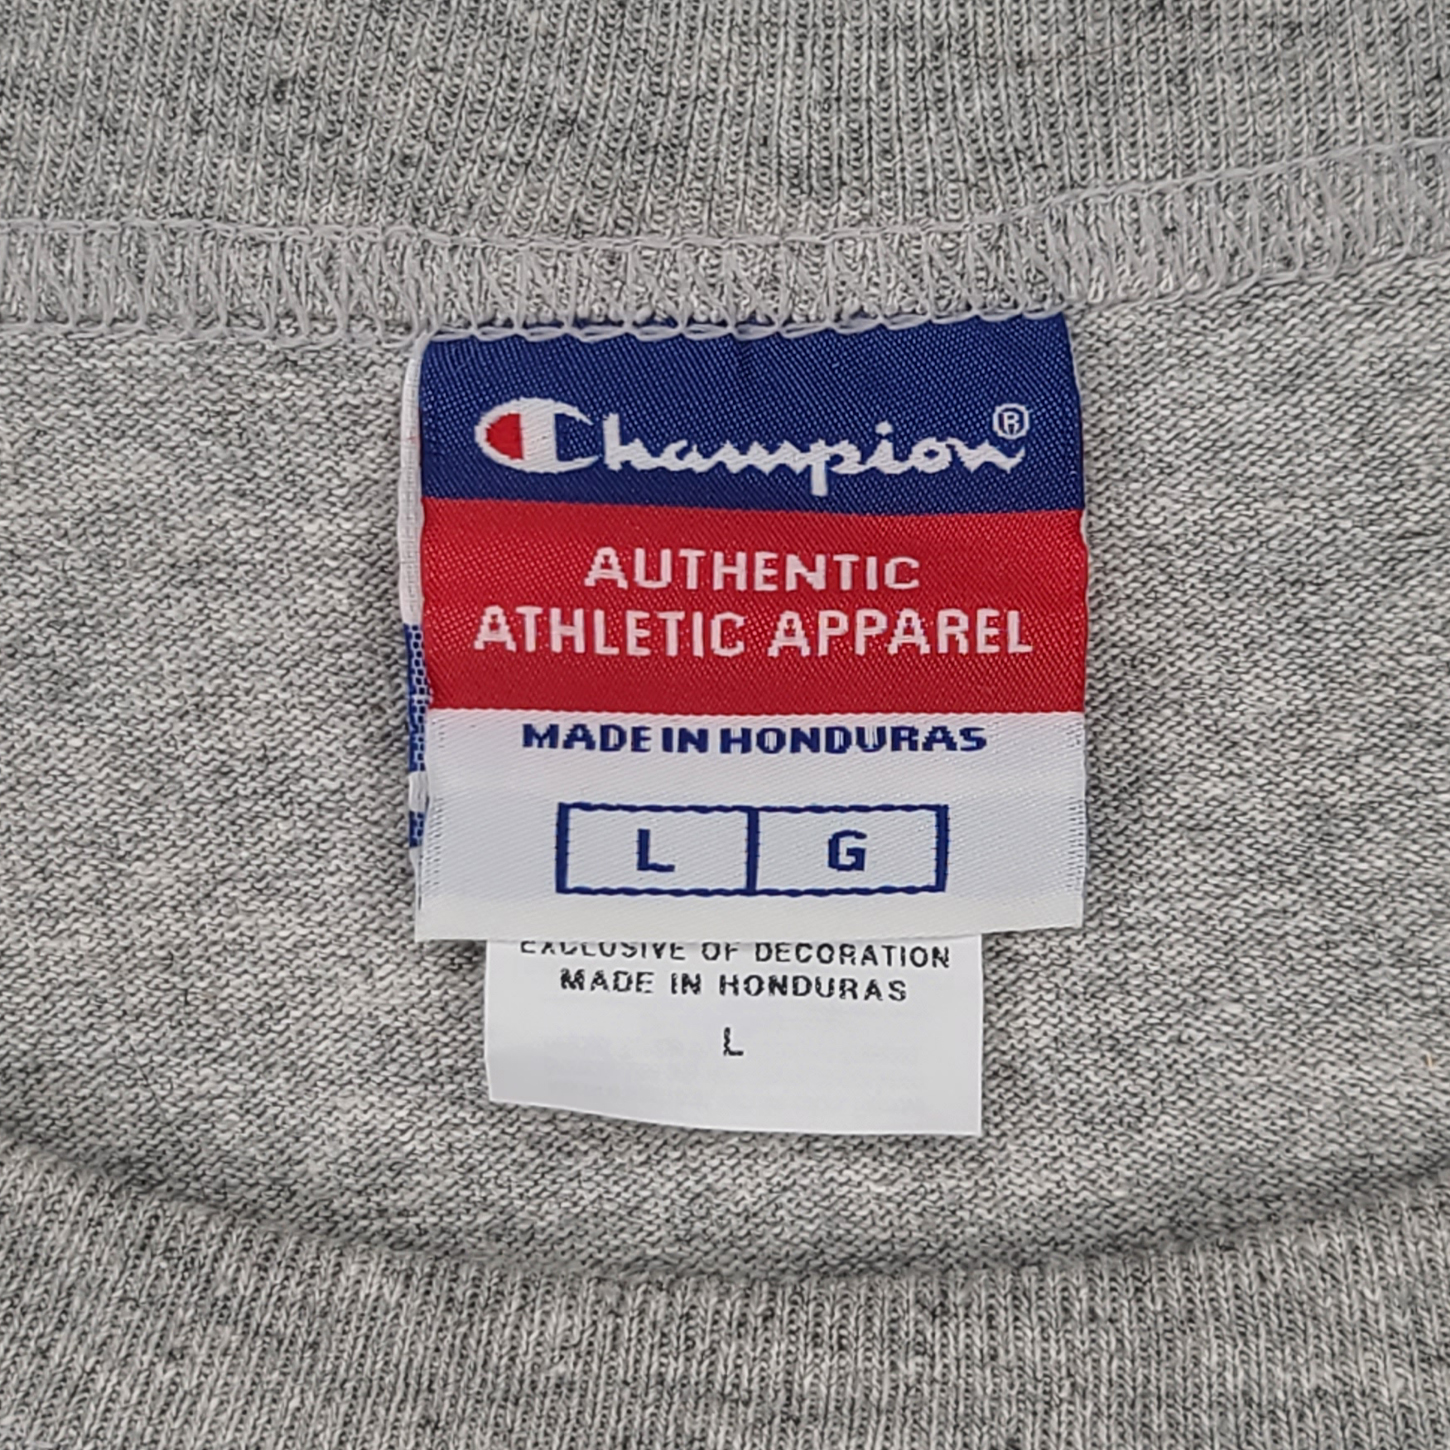 Champion®
AUTHENTIC
ATHLETIC APPAREL
MADE IN HONDURAS
L G
EXCLUSIVE OF DECORATION
MADE IN HONDURAS
L